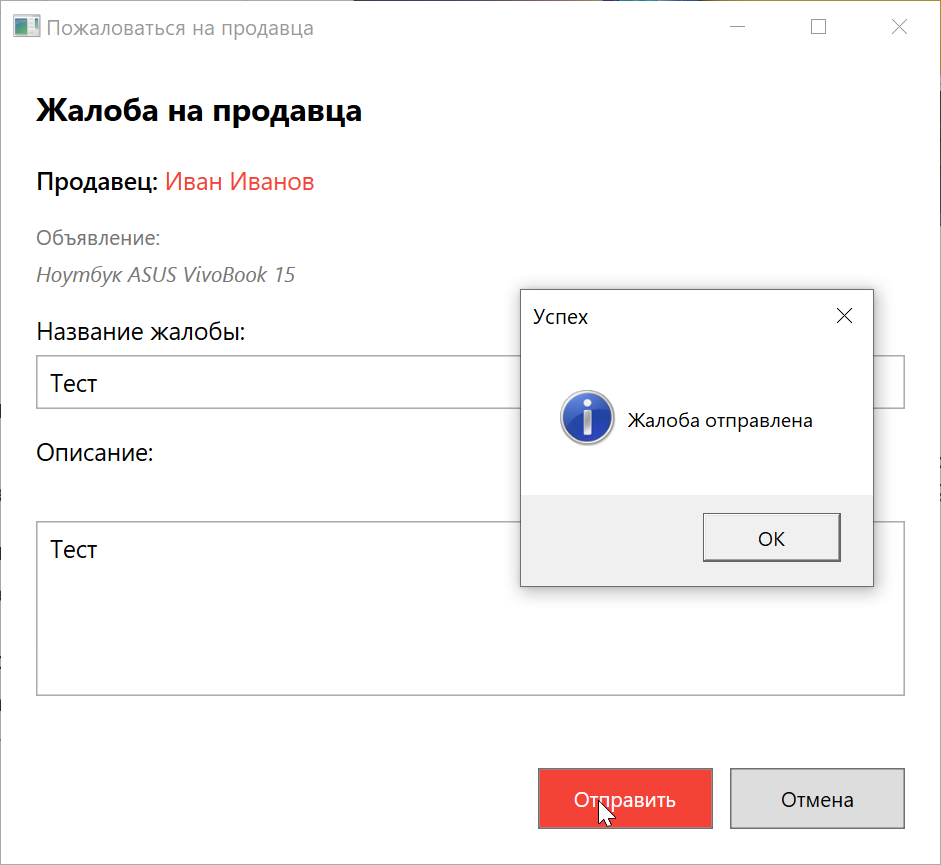 Пожаловаться на продавца
Жалоба на продавца
Продавец: Иван Иванов
Объявление:
Ноутбук ASUS VivoBook 15
Название жалобы:
Тест
Описание:
Тест
Успех
Жалоба отправлена
ОК
Отправить
Отмена